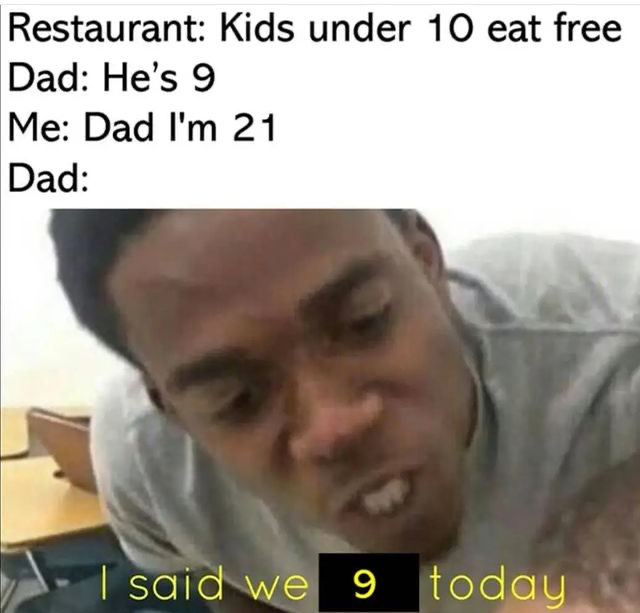 Restaurant: Kids under 10 eat free
Dad: He's 9
Me: Dad I'm 21
Dad:
I said we 9 today